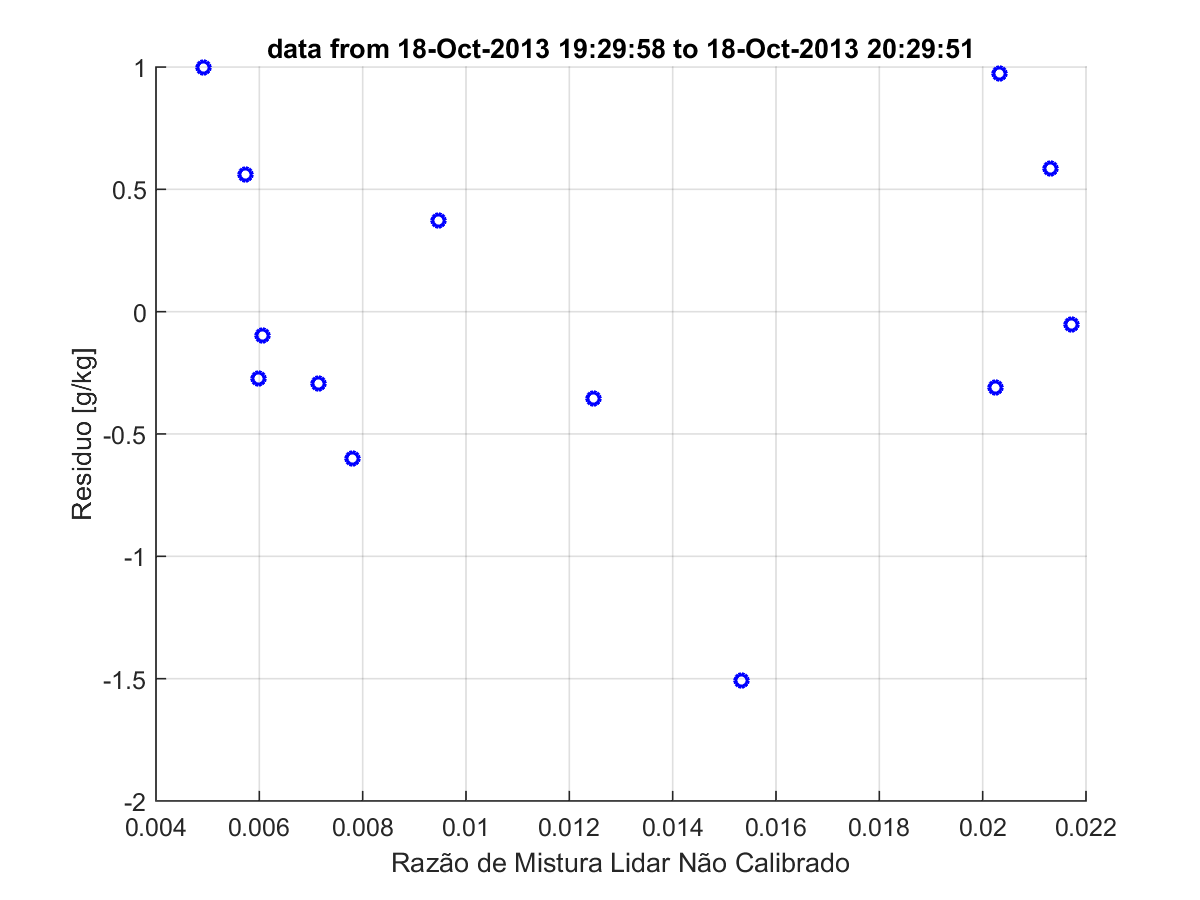 data from 18-Oct-2013 19:29:58 to 18-Oct-2013 20:29:51
1
0.5
0
-0.5
-1
-1.5
-2
Residuo [g/kg]
0.004 0.006 0.008 0.01 0.012 0.014 0.016 0.018 0.02 0.022
Razão de Mistura Lidar Não Calibrado